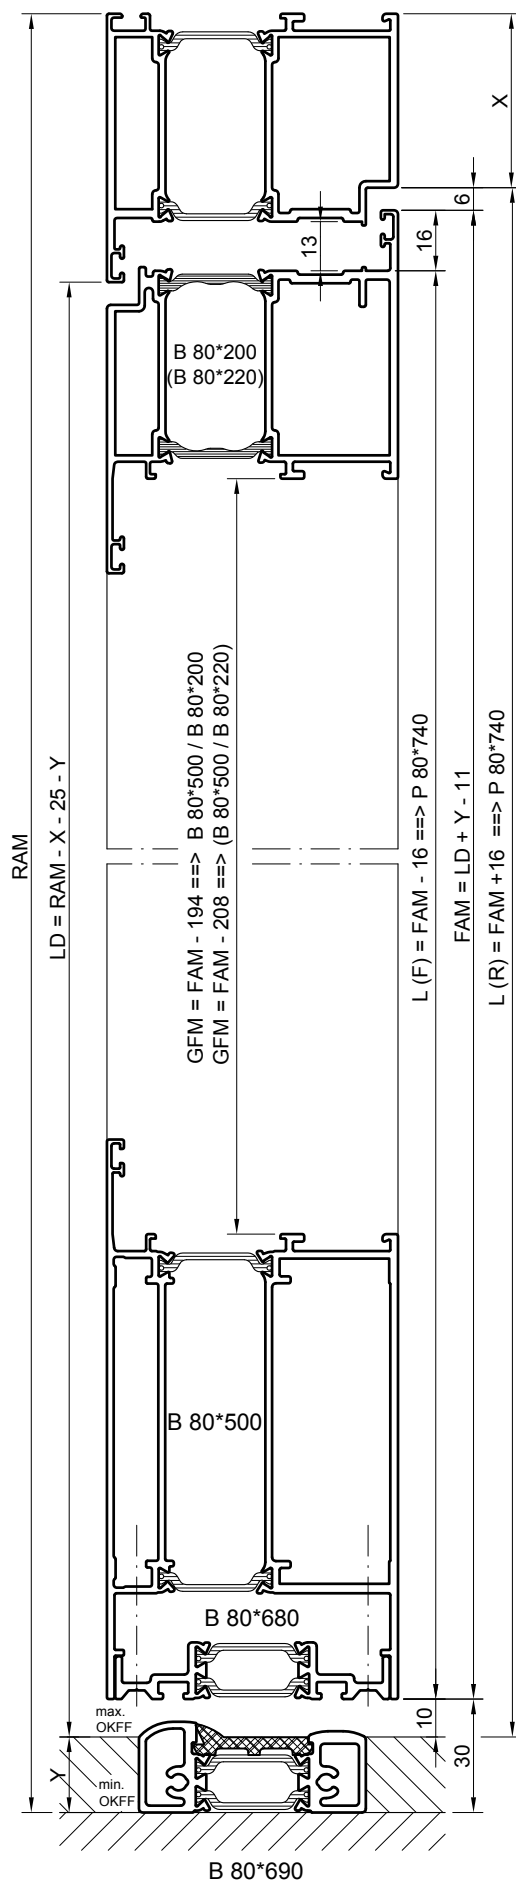 X
6
16
13
B 80*200
(B 80*220)
RAM
LD = RAM - X - 25 - Y
GFM = FAM - 194 ==> B 80*500 / B 80*200
GFM = FAM - 208 ==> (B 80*500 / B 80*220)
L (F) = FAM - 16 ==> P 80*740
FAM = LD + Y - 11
L (R) = FAM +16 ==> P 80*740
B 80*500
B 80*680
max.
OKFF
10
30
Y
min.
OKFF
B 80*690